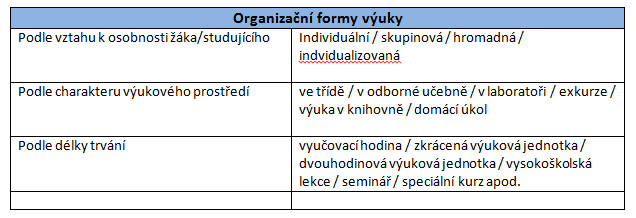 Organizační formy výuky
Podle vztahu k osobnosti žáka/studujícího
Individuální / skupinová / hromadná /
indvidualizovaná
Podle charakteru výukového prostředí
ve třídě / v odborné učebně / v laboratoři / exkurze /
výuka v knihovně / domácí úkol
Podle délky trvání
vyučovací hodina / zkrácená výuková jednotka /
dvouhodinová výuková jednotka / vysokoškolská
lekce / seminář / speciální kurz apod.